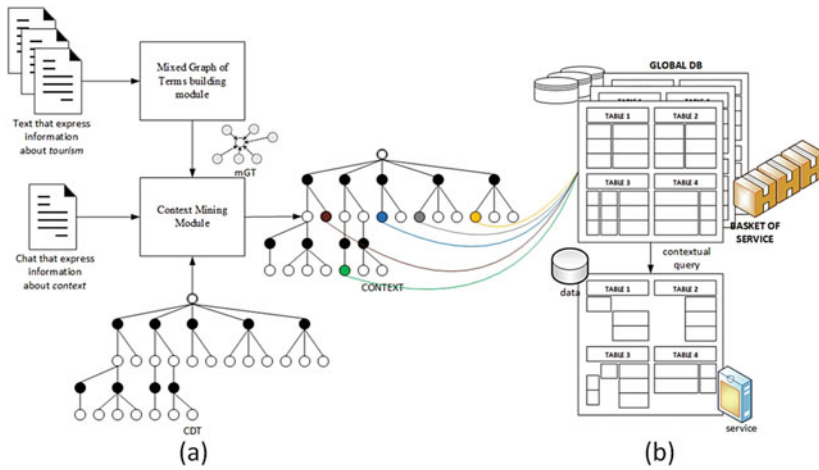 Mixed Graph of
Terms building
module
Text that express
information
about tourism
mGT
Context Mining
Module
Chat that express
information
about context
CONTEXT
CDT
(a)
GLOBAL DB
TABLE 1
TABLE 2
TABLE 3
TABLE 4
BASKET OF
SERVICE
contextual
query
data
TABLE 1
TABLE 2
TABLE 3
TABLE 4
service
(b)